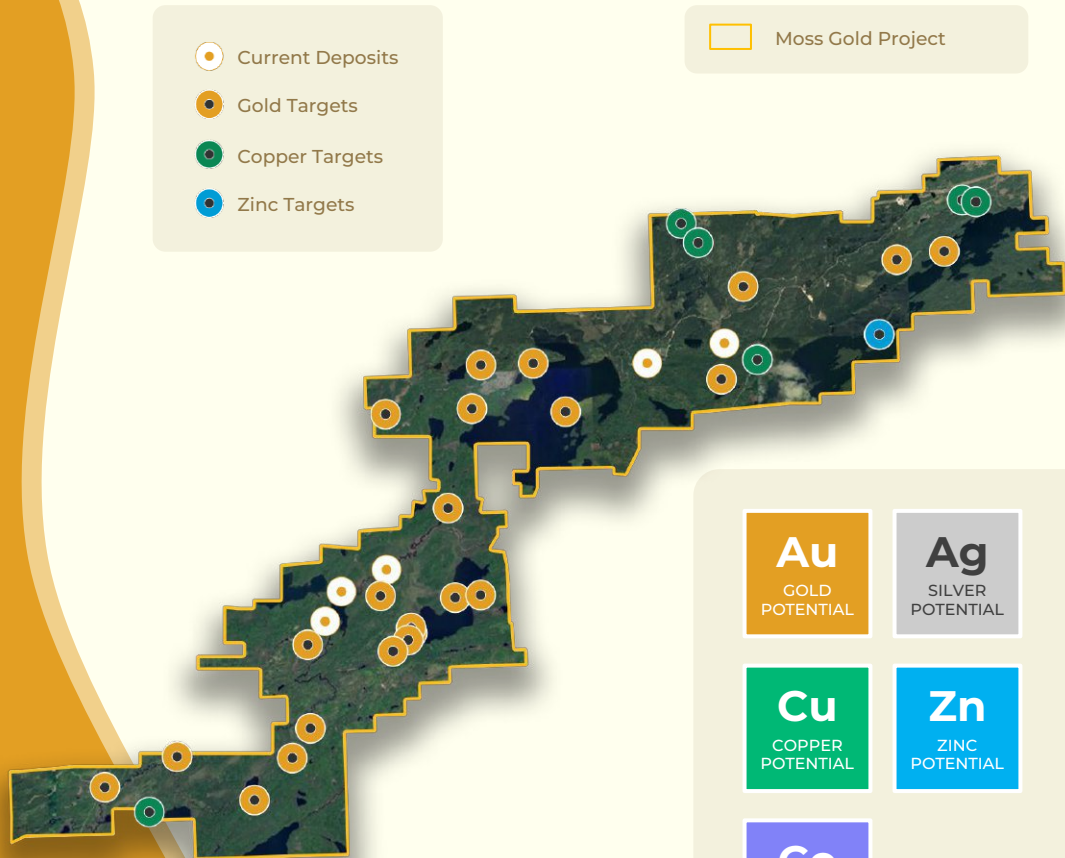 Current Deposits
Gold Targets
Copper Targets
Zinc Targets
Moss Gold Project
Au
GOLD
POTENTIAL
Ag
SILVER
POTENTIAL
Cu
COPPER
POTENTIAL
Zn
ZINC
POTENTIAL